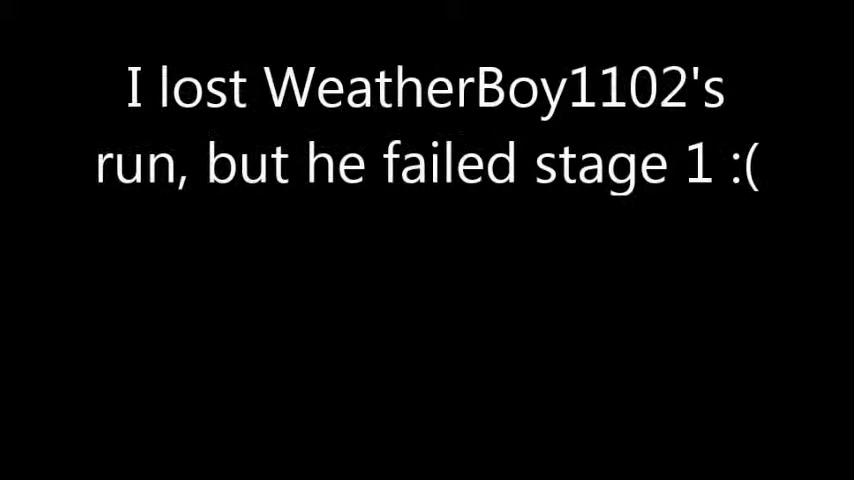 I lost WeatherBoy1102's
run, but he failed stage 1 :(